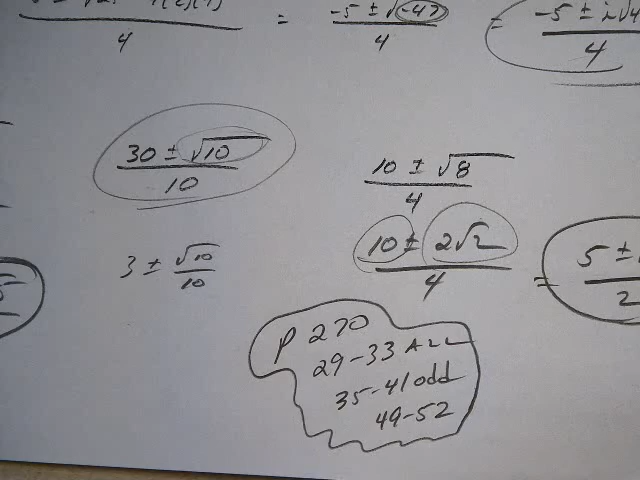 4 = -5 ± √-47 / 4 = -5 ± i√4 / 4
30 ± √10 / 10
10 ± √8 / 4
3 ± √10 / 10
10 ± 2√2 / 4 = 5 ± / 2
p 270
29-33 ALL
35-41 odd
49-52